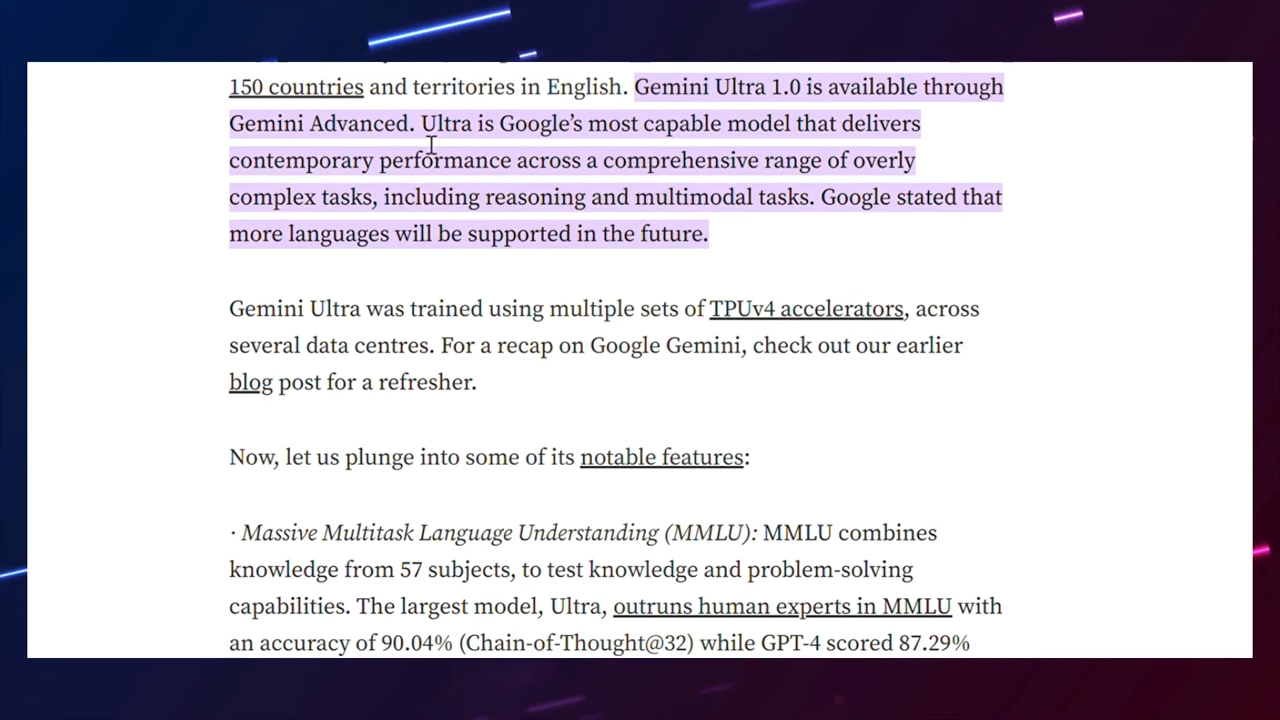 150 countries and territories in English. Gemini Ultra 1.0 is available through
Gemini Advanced. Ultra is Google’s most capable model that delivers
contemporary performance across a comprehensive range of overly
complex tasks, including reasoning and multimodal tasks. Google stated that
more languages will be supported in the future.
Gemini Ultra was trained using multiple sets of TPUv4 accelerators, across
several data centres. For a recap on Google Gemini, check out our earlier
blog post for a refresher.
Now, let us plunge into some of its notable features:
· Massive Multitask Language Understanding (MMLU): MMLU combines
knowledge from 57 subjects, to test knowledge and problem-solving
capabilities. The largest model, Ultra, outruns human experts in MMLU with
an accuracy of 90.04% (Chain-of-Thought@32) while GPT-4 scored 87.29%